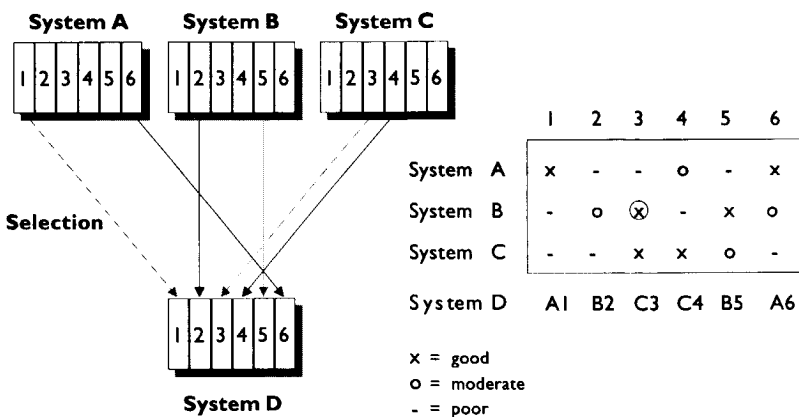 System A System B System C
1 2 3 4 5 6 1 2 3 4 5 6 1 2 3 4 5 6
Selection
1 2 3 4 5 6
System D
1 2 3 4 5 6
System A x - - o - x
System B - o x - x o
System C - - x x o -
System D A1 B2 C3 C4 B5 A6
x = good
o = moderate
- = poor